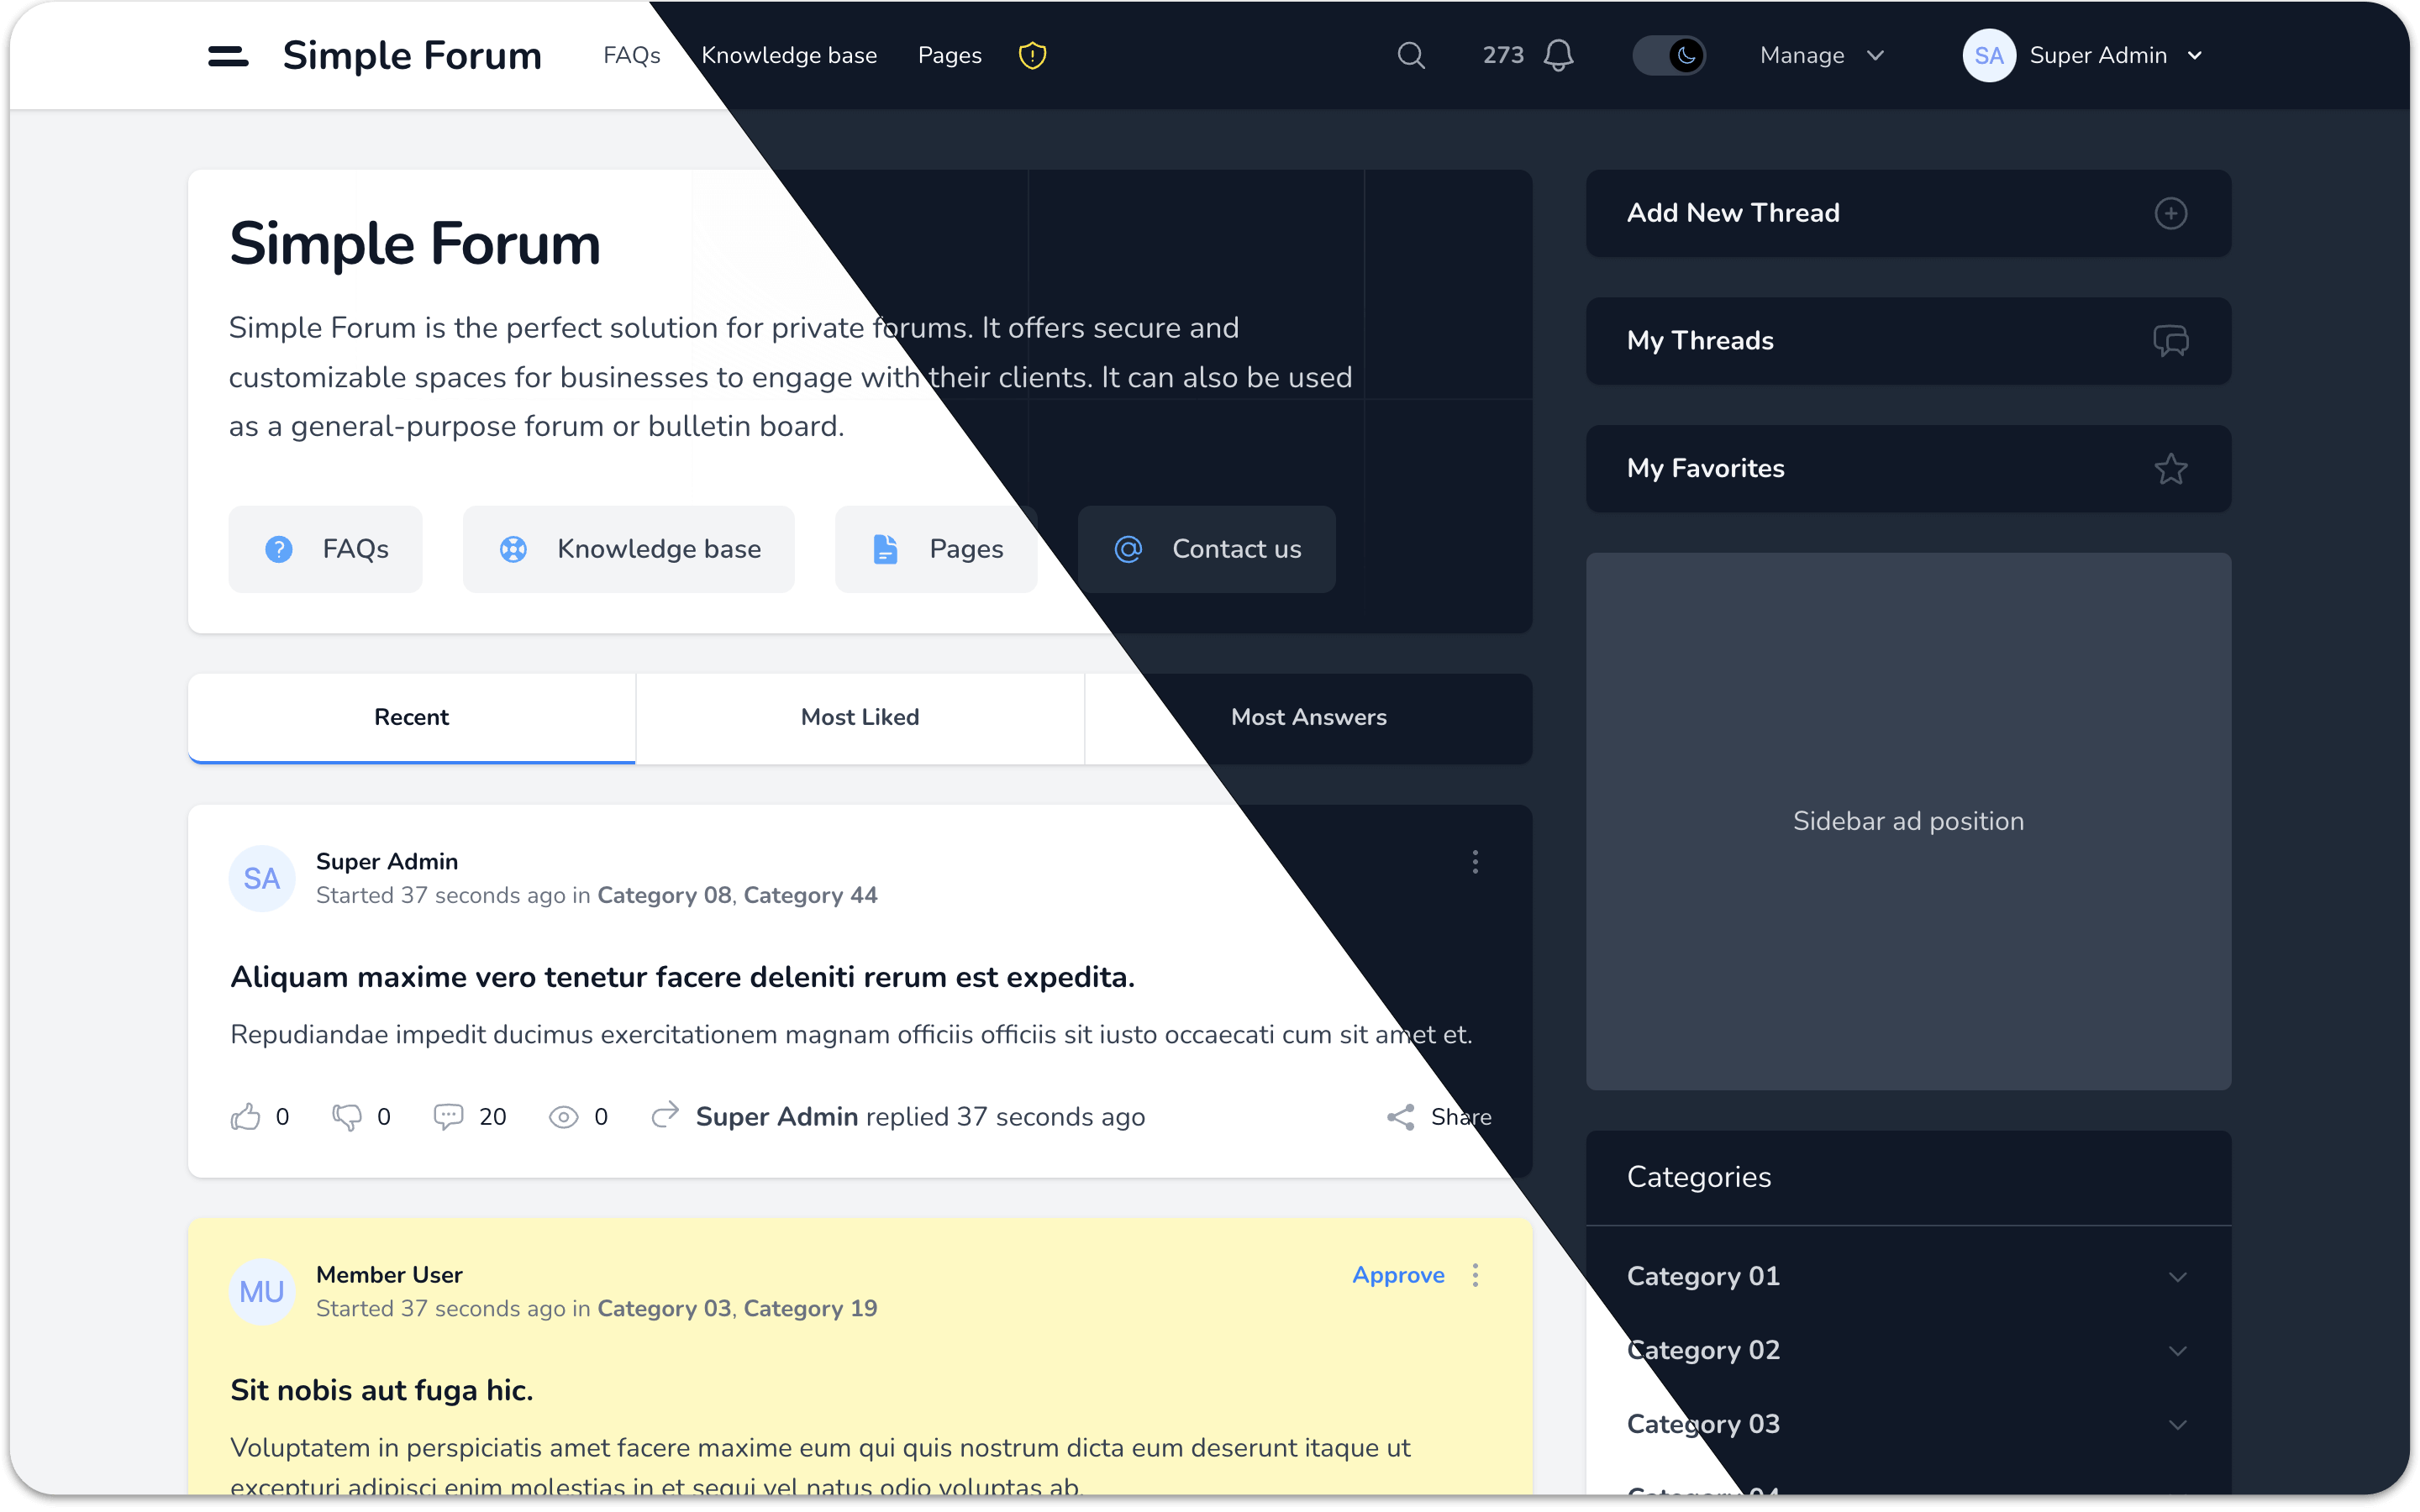 Simple Forum FAQs Knowledge base Pages 273 Manage SA Super Admin
Simple Forum
Simple Forum is the perfect solution for private forums. It offers secure and
customizable spaces for businesses to engage with their clients. It can also be used
as a general-purpose forum or bulletin board.
FAQs Knowledge base Pages Contact us
Recent Most Liked Most Answers
SA Super Admin
Started 37 seconds ago in Category 08, Category 44
Aliquam maxime vero tenetur facere deleniti rerum est expedita.
Repudiandae impedit ducimus exercitationem magnam officiis officiis sit iusto occaecati cum sit amet et.
0 0 20 0 Super Admin replied 37 seconds ago Share
MU Member User Approve
Started 37 seconds ago in Category 03, Category 19
Sit nobis aut fuga hic.
Voluptatem in perspiciatis amet facere maxime eum qui quis nostrum dicta eum deserunt itaque ut
excepturi adipisci enim molestias in et sequi vel natus odio voluptas ab.
Add New Thread
My Threads
My Favorites
Sidebar ad position
Categories
Category 01
Category 02
Category 03
Category 04